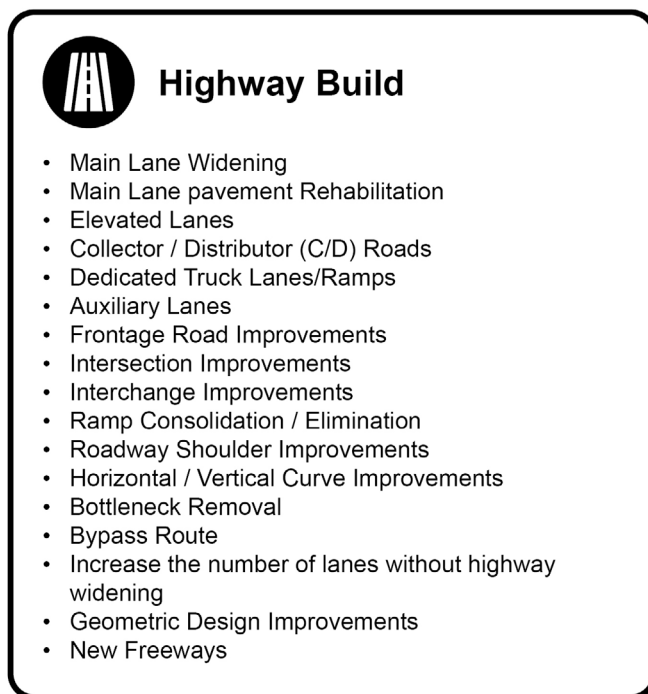 Highway Build
• Main Lane Widening
• Main Lane pavement Rehabilitation
• Elevated Lanes
• Collector / Distributor (C/D) Roads
• Dedicated Truck Lanes/Ramps
• Auxiliary Lanes
• Frontage Road Improvements
• Intersection Improvements
• Interchange Improvements
• Ramp Consolidation / Elimination
• Roadway Shoulder Improvements
• Horizontal / Vertical Curve Improvements
• Bottleneck Removal
• Bypass Route
• Increase the number of lanes without highway
widening
• Geometric Design Improvements
• New Freeways